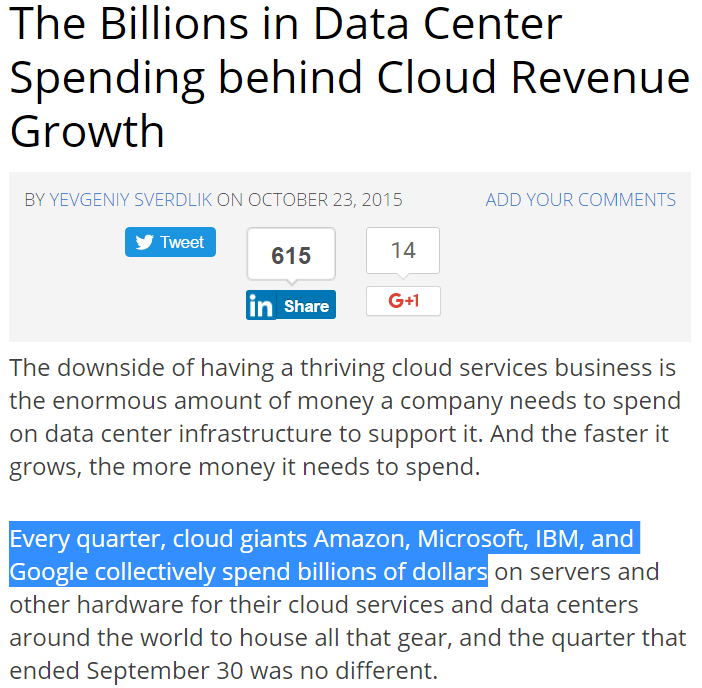 The Billions in Data Center
Spending behind Cloud Revenue
Growth
BY YEVGENIY SVERDLIK ON OCTOBER 23, 2015
ADD YOUR COMMENTS
Tweet
615
14
in Share
G+1
The downside of having a thriving cloud services business is
the enormous amount of money a company needs to spend
on data center infrastructure to support it. And the faster it
grows, the more money it needs to spend.
Every quarter, cloud giants Amazon, Microsoft, IBM, and
Google collectively spend billions of dollars on servers and
other hardware for their cloud services and data centers
around the world to house all that gear, and the quarter that
ended September 30 was no different.